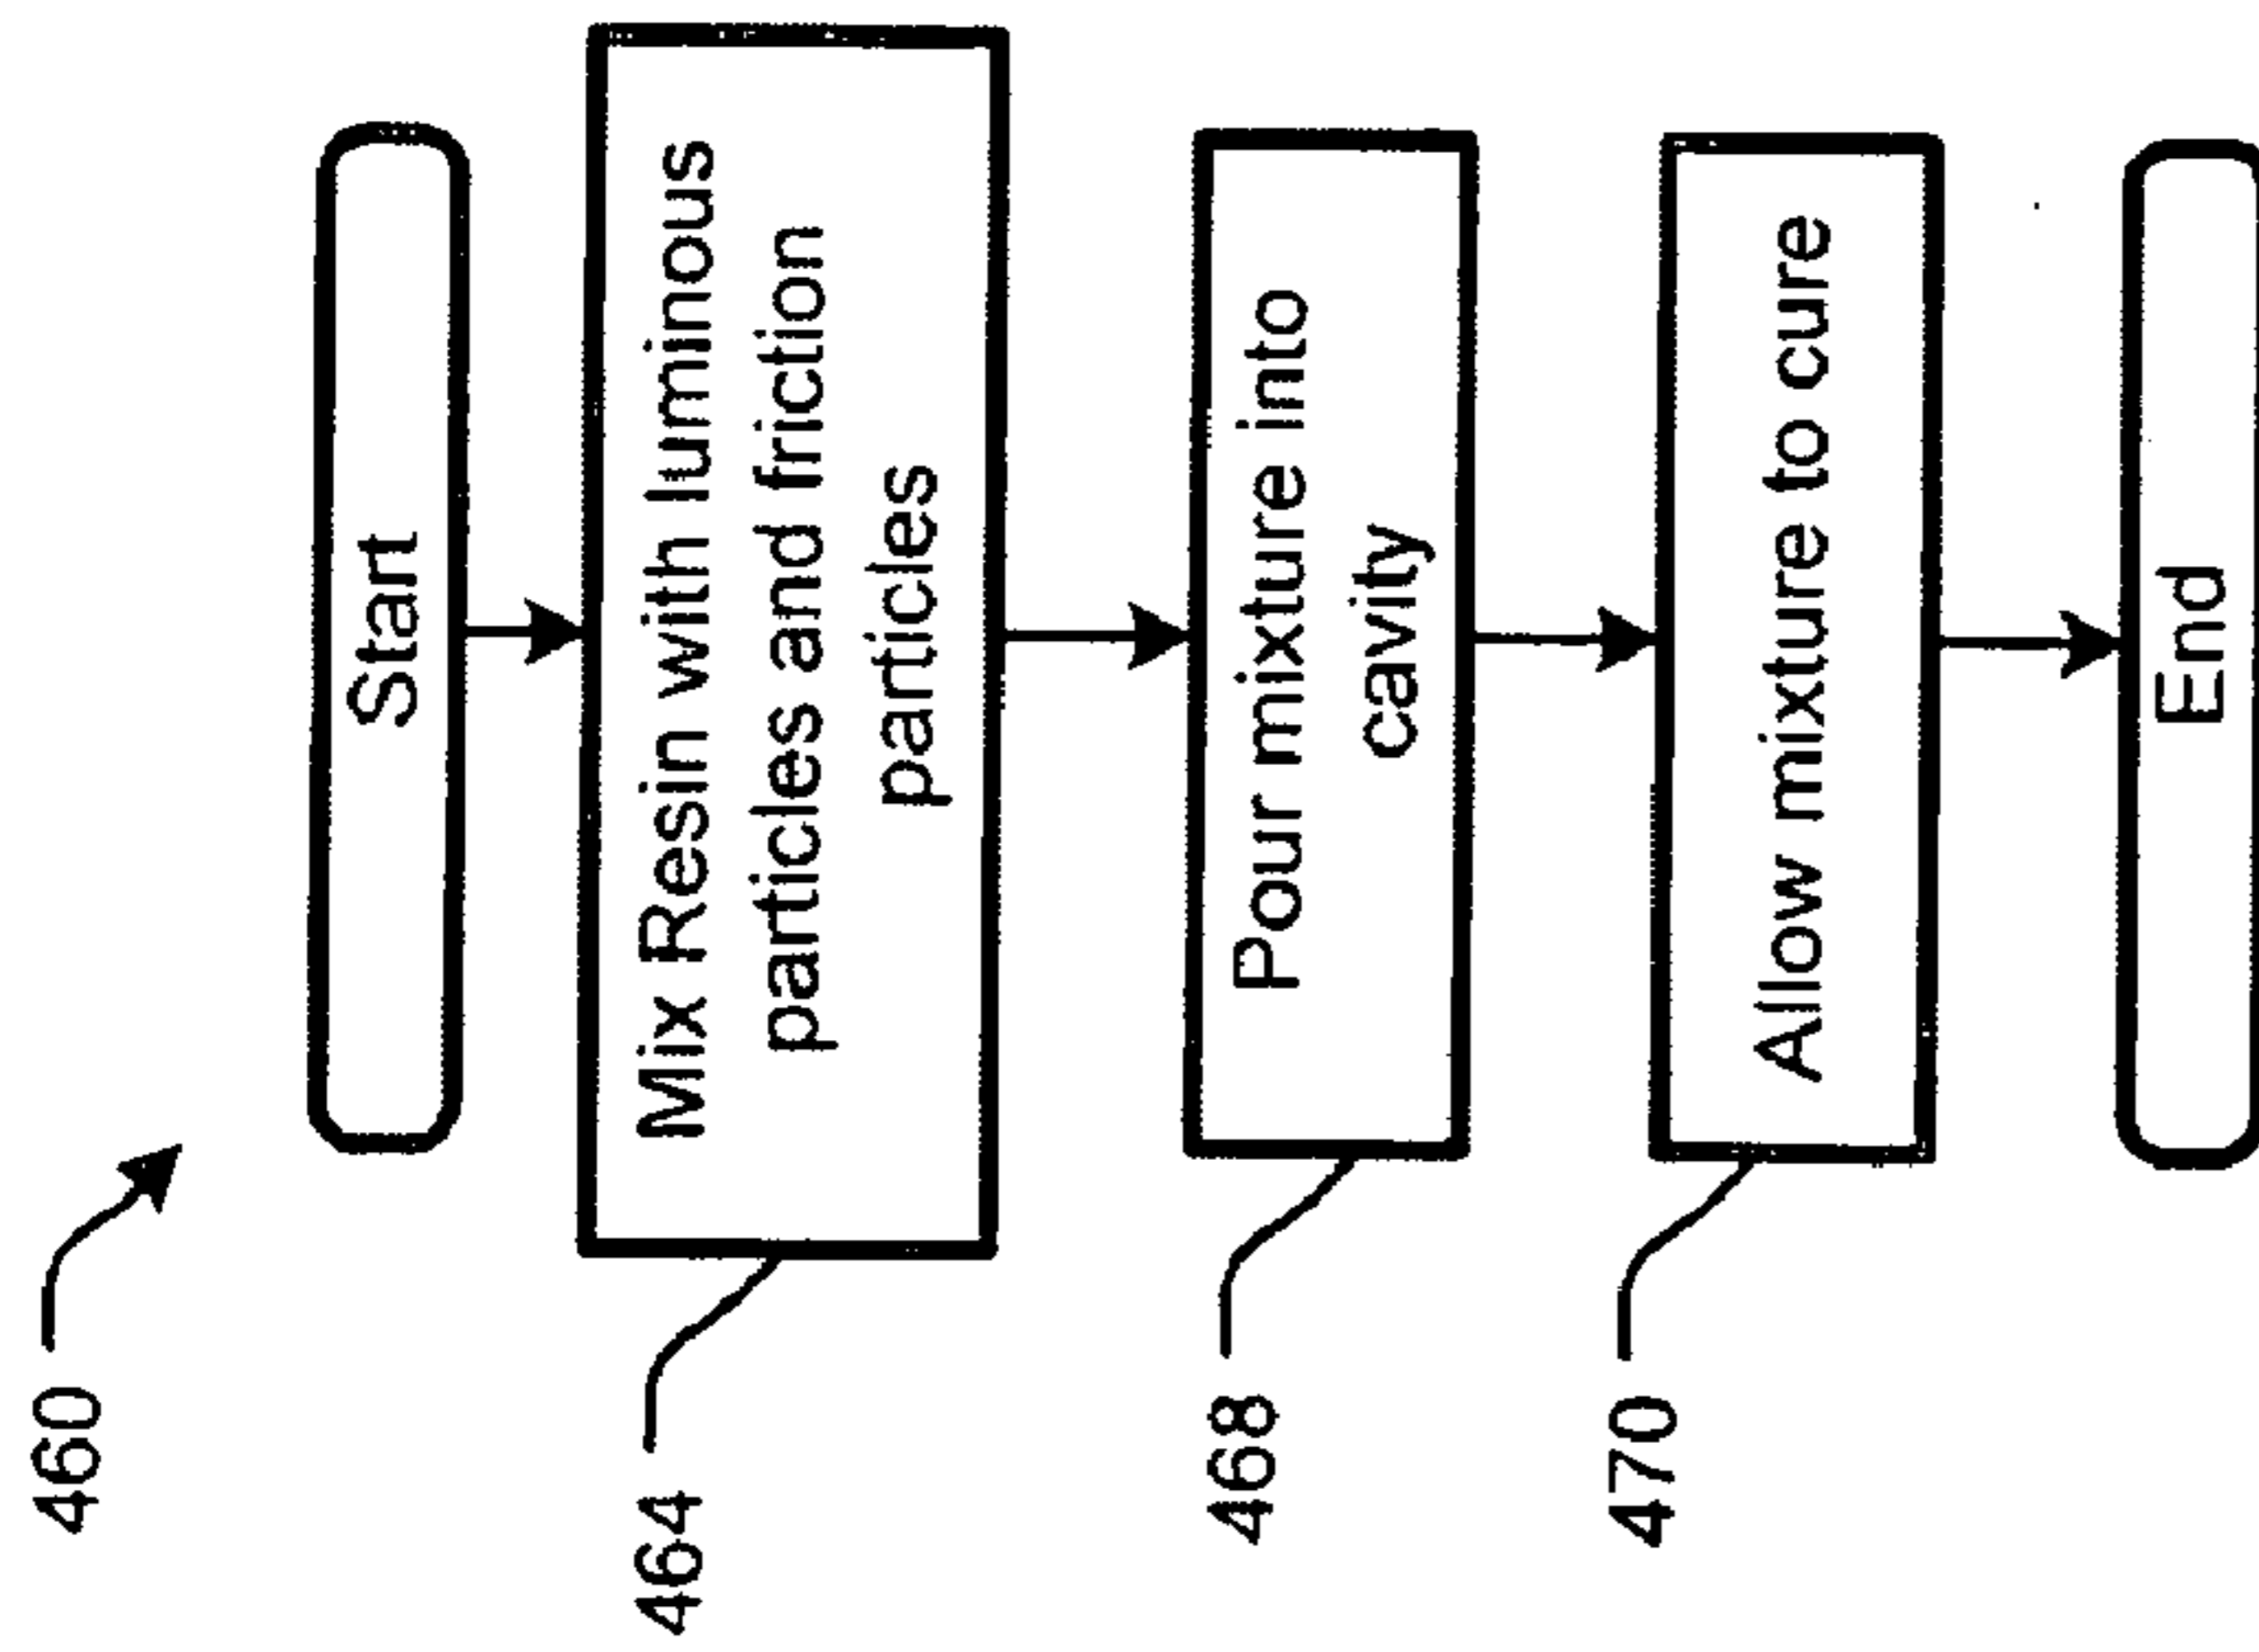 460
Start
464
Mix Resin with luminous
particles and friction
particles
468
Pour mixture into
cavity
470
Allow mixture to cure
End